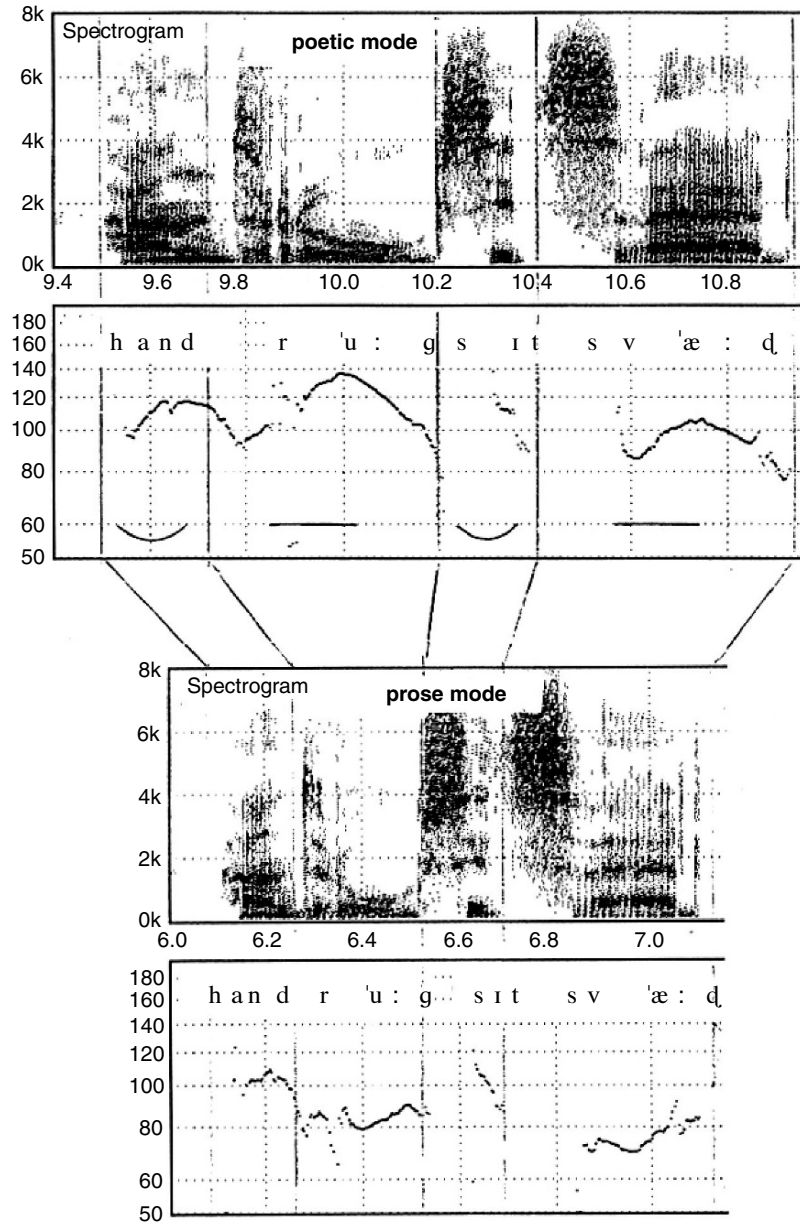 8k
Spectrogram
poetic mode
6k
4k
2k
0k
9.4 9.6 9.8 10.0 10.2 10.4 10.6 10.8
180
160
140
120
100
80
60
50
h a n d r ˈu ː ɡ s ɪ t s v ˈæ ː ɖ
8k
Spectrogram
prose mode
6k
4k
2k
0k
6.0 6.2 6.4 6.6 6.8 7.0
180
160
140
120
100
80
60
50
h a n d r ˈu ː ɡ s ɪ t s v ˈæ ː ɖ